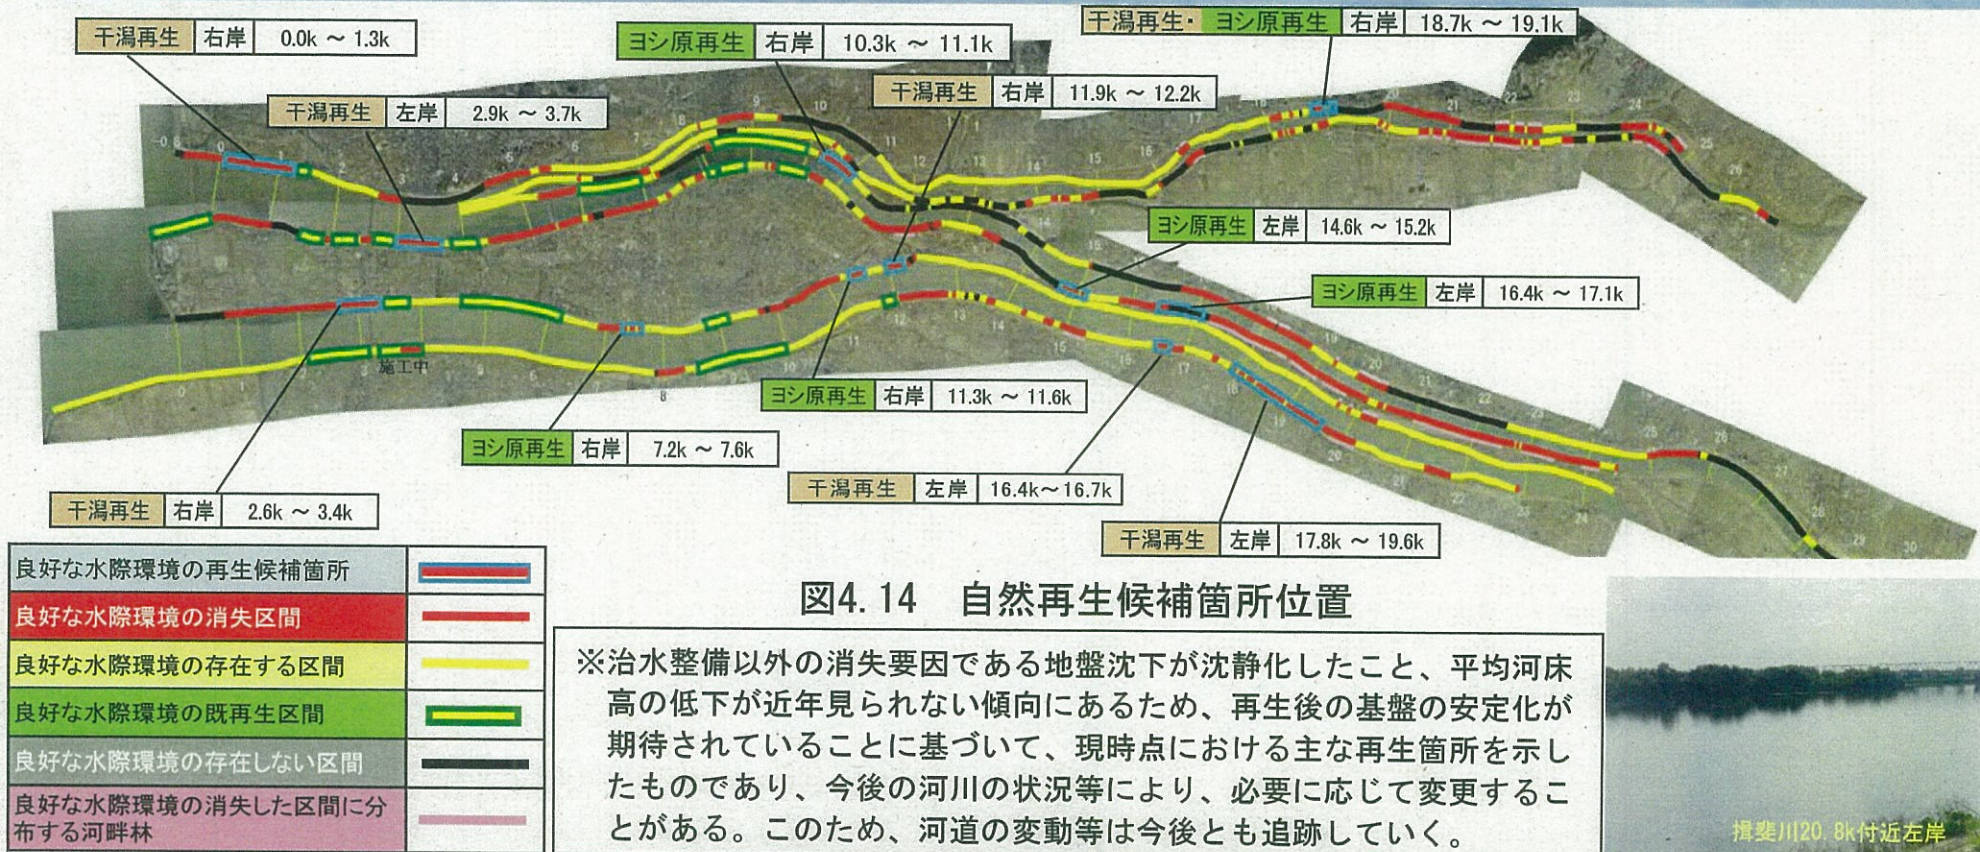 干潟再生 右岸 0.0k ～ 1.3k
ヨシ原再生 右岸 10.3k ～ 11.1k
干潟再生・ ヨシ原再生 右岸 18.7k ～ 19.1k
干潟再生 左岸 2.9k ～ 3.7k
干潟再生 右岸 11.9k ～ 12.2k
ヨシ原再生 左岸 14.6k ～ 15.2k
ヨシ原再生 左岸 16.4k ～ 17.1k
施工中
ヨシ原再生 右岸 11.3k ～ 11.6k
ヨシ原再生 右岸 7.2k ～ 7.6k
干潟再生 左岸 16.4k～16.7k
干潟再生 右岸 2.6k ～ 3.4k
干潟再生 左岸 17.8k ～ 19.6k
良好な水際環境の再生候補箇所
良好な水際環境の消失区間
良好な水際環境の存在する区間
良好な水際環境の既再生区間
良好な水際環境の存在しない区間
良好な水際環境の消失した区間に分
布する河畔林
図4.14　自然再生候補箇所位置
※治水整備以外の消失要因である地盤沈下が沈静化したこと、平均河床
高の低下が近年見られない傾向にあるため、再生後の基盤の安定化が
期待されていることに基づいて、現時点における主な再生箇所を示し
たものであり、今後の河川の状況等により、必要に応じて変更するこ
とがある。このため、河道の変動等は今後とも追跡していく。
揖斐川20.8k付近左岸